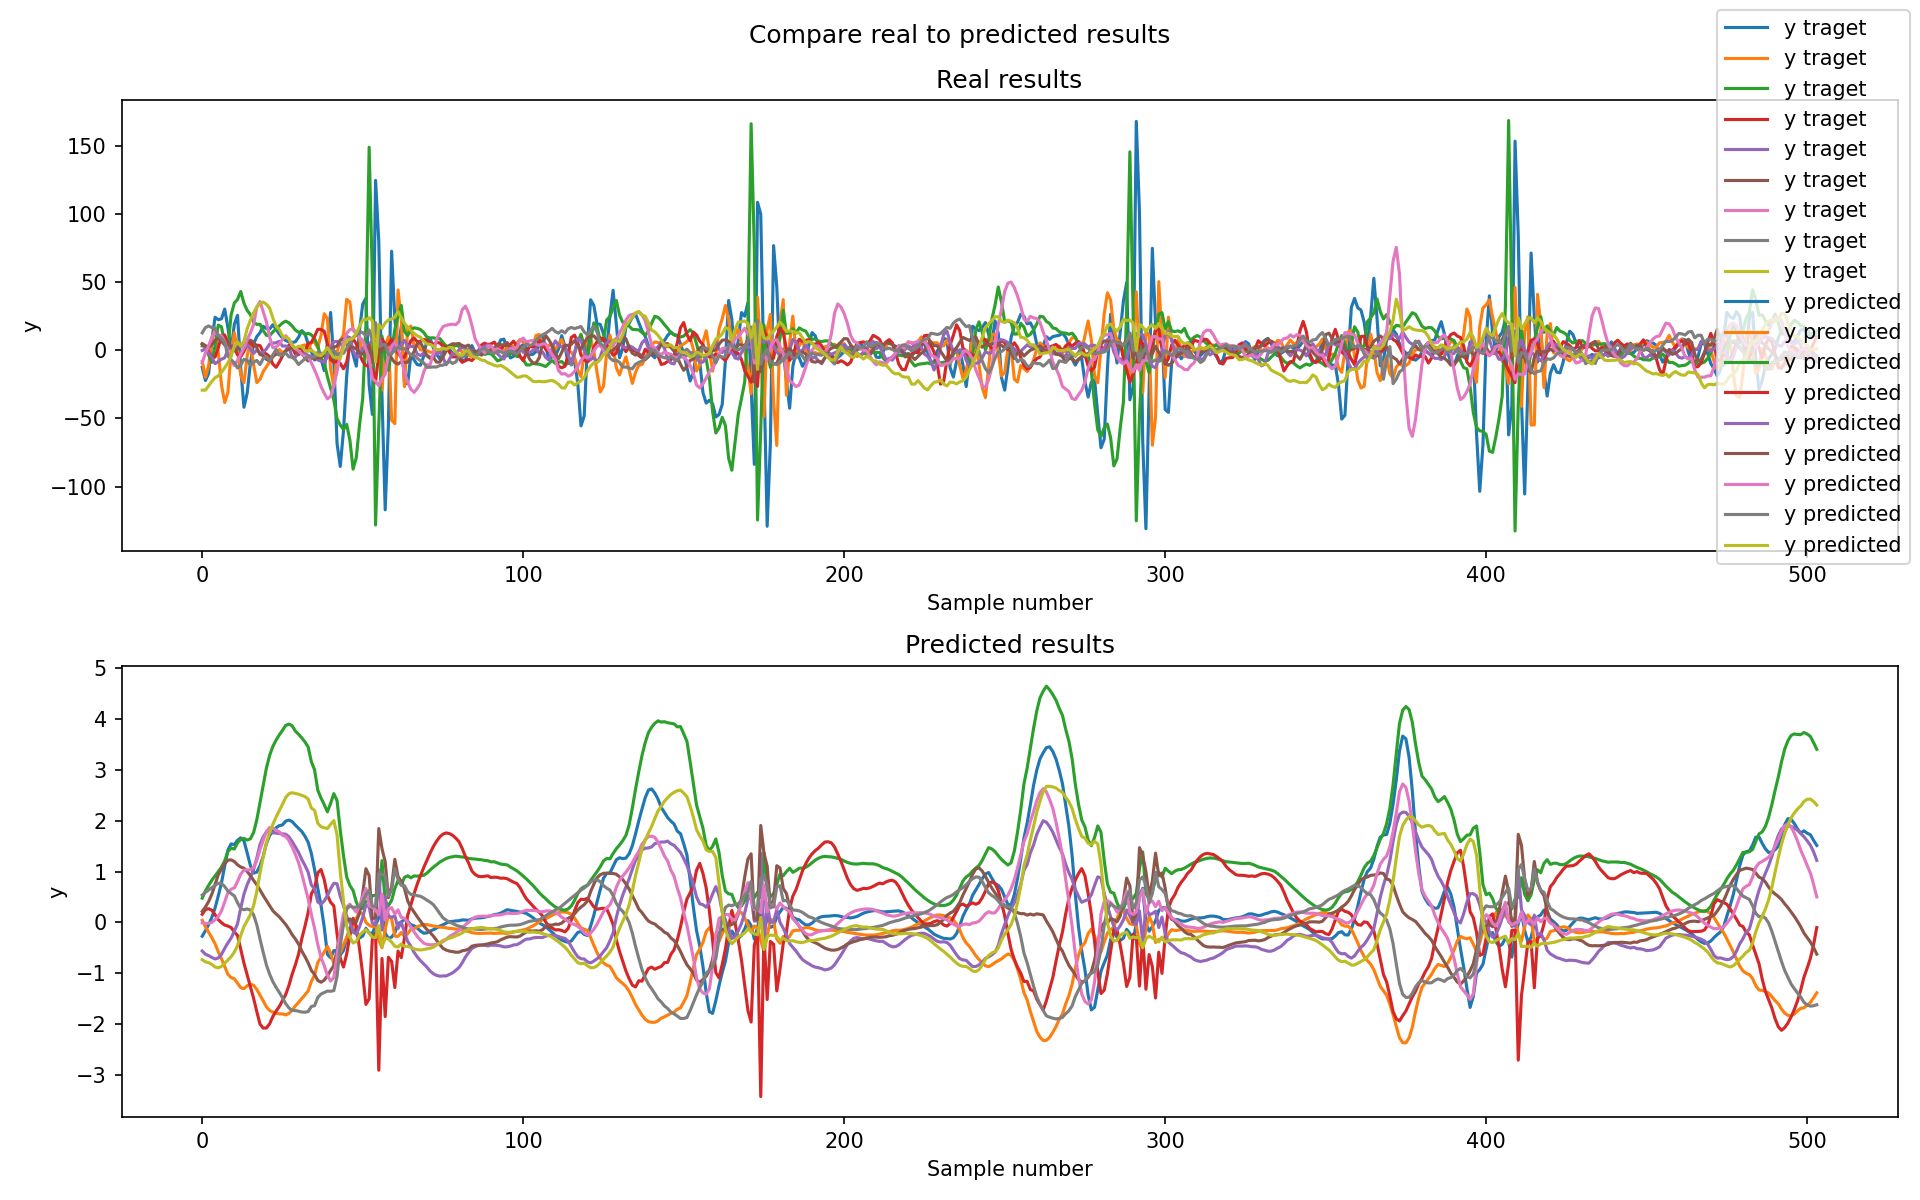 Compare real to predicted results
Real results
y traget
y traget
y traget
y traget
y traget
y traget
y traget
y traget
y traget
y predicted
y predicted
y predicted
y predicted
y predicted
y predicted
y predicted
y predicted
y predicted
y
150
100
50
0
−50
−100
0 100 200 300 400 500
Sample number
Predicted results
y
5
4
3
2
1
0
−1
−2
−3
0 100 200 300 400 500
Sample number